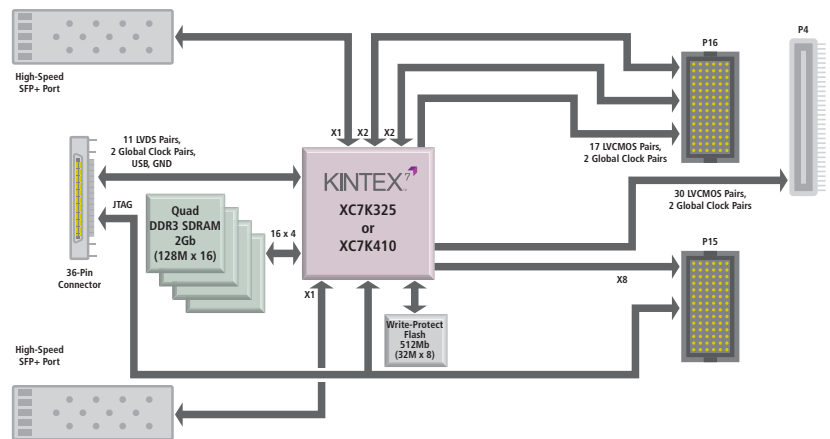 High-Speed
SFP+ Port
P16
P4
11 LVDS Pairs,
2 Global Clock Pairs,
USB, GND
X1
X2
X2
17 LVCMOS Pairs,
2 Global Clock Pairs
KINTEX7
XC7K325
or
XC7K410
JTAG
Quad
DDR3 SDRAM
2Gb
(128M x 16)
16 x 4
30 LVCMOS Pairs,
2 Global Clock Pairs
P15
36-Pin
Connector
X1
X8
Write-Protect
Flash
512Mb
(32M x 8)
High-Speed
SFP+ Port